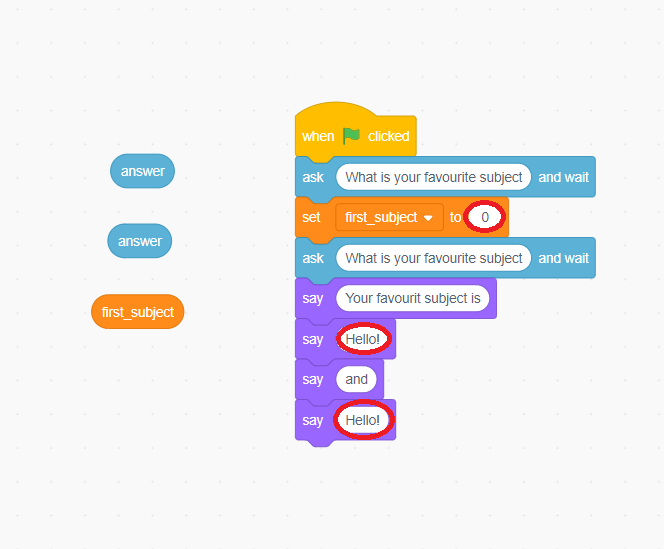 when clicked
answer
ask What is your favourite subject and wait
set first_subject to 0
answer
ask What is your favourite subject and wait
say Your favourit subject is
first_subject
say Hello!
say and
say Hello!